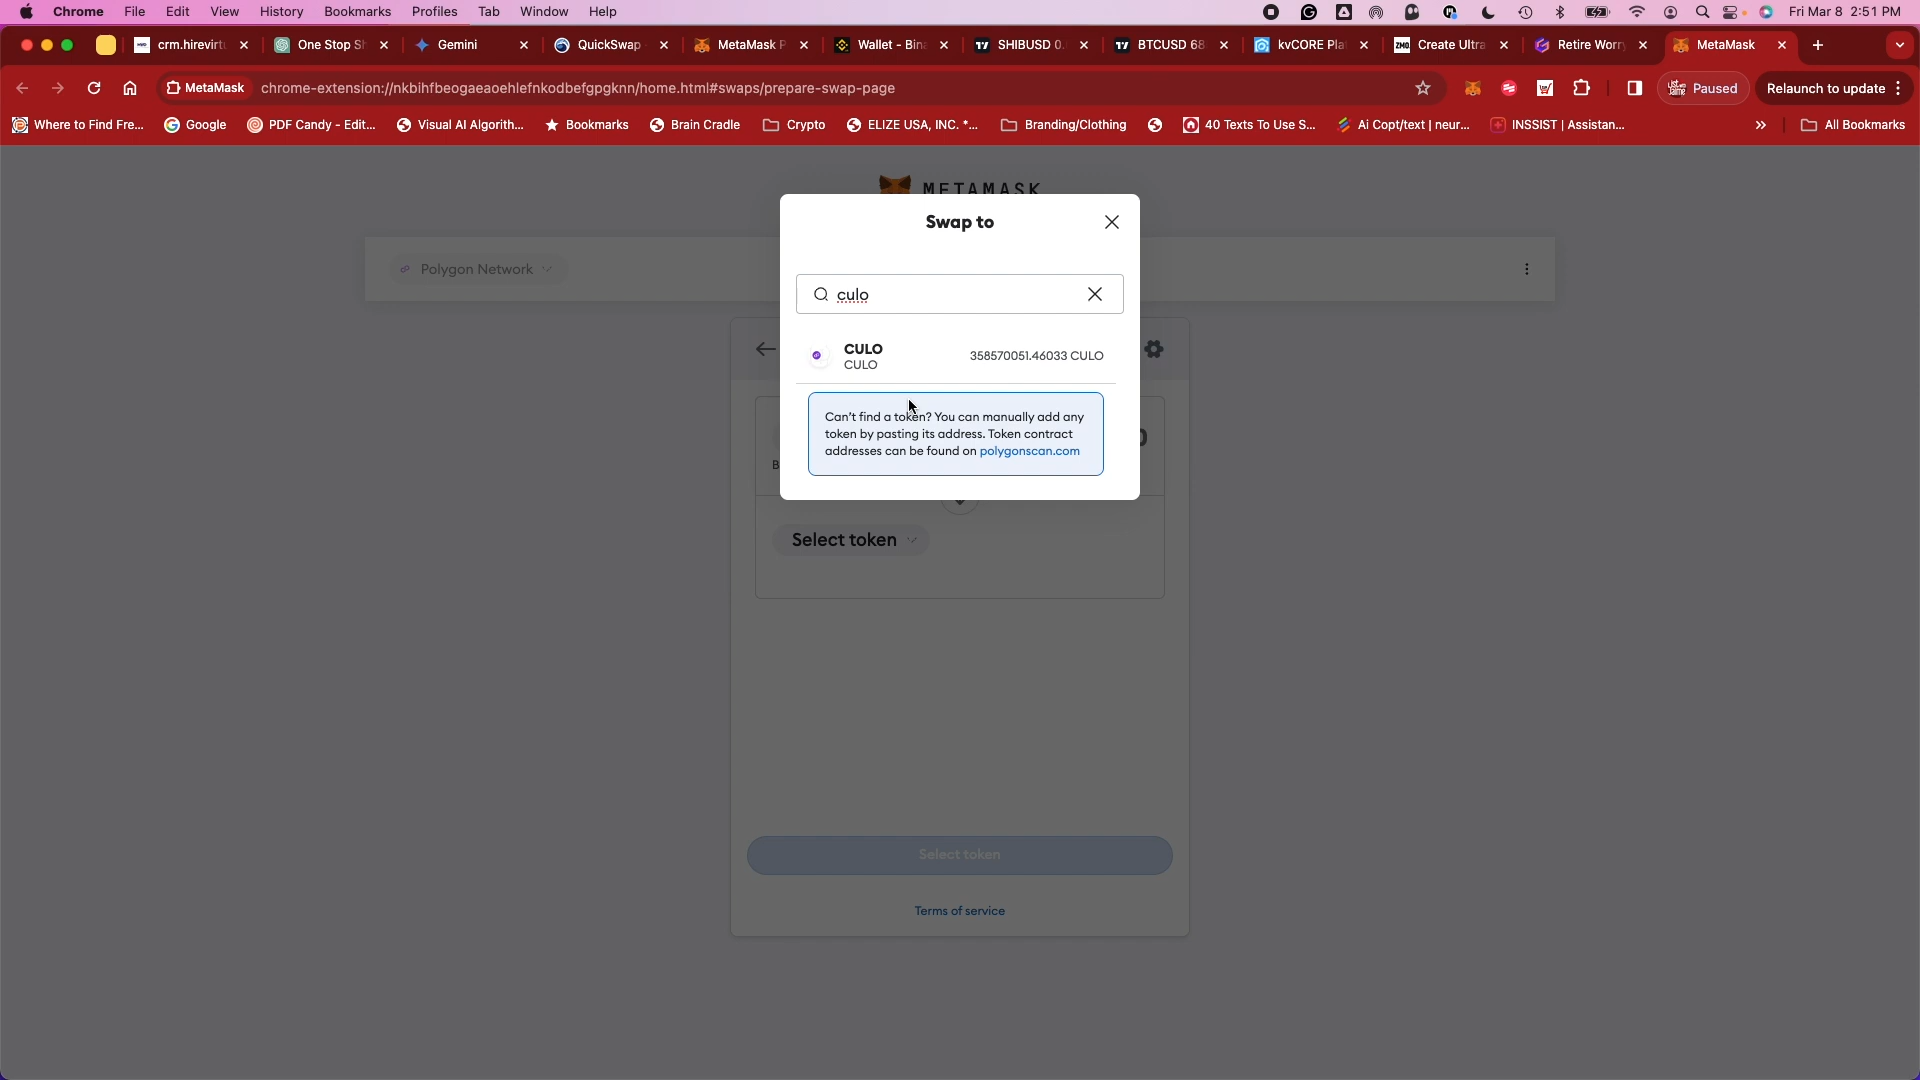 Chrome File Edit View History Bookmarks Profiles Tab Window Help Fri Mar 8 2:51 PM
crm.hirevirtu One Stop Sh Gemini QuickSwap MetaMask P Wallet - Bina SHIBUSD 0. BTCUSD 68 kvCORE Plat Create Ultra Retire Worry MetaMask
MetaMask chrome-extension://nkbihfbeogaeaoehlefnkodbefgpgknn/home.html#swaps/prepare-swap-page Paused Relaunch to update
Where to Find Fre... Google PDF Candy - Edit... Visual AI Algorith... Bookmarks Brain Cradle Crypto ELIZE USA, INC. *... Branding/Clothing 40 Texts To Use S... Ai Copt/text | neur... INSSIST | Assistan... » All Bookmarks
METAMASK
Swap to
Polygon Network
culo
CULO
CULO
358570051.46033 CULO
Can't find a token? You can manually add any
token by pasting its address. Token contract
addresses can be found on polygonscan.com
Select token
Select token
Terms of service